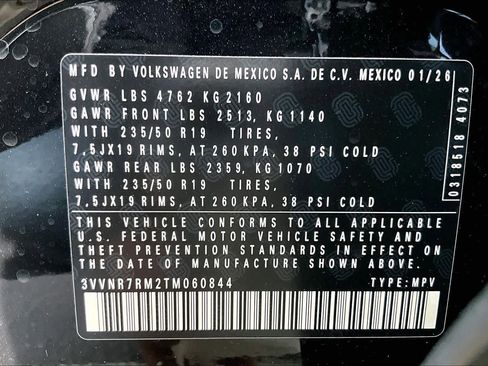 MFD BY VOLKSWAGEN DE MEXICO S.A. DE C.V. MEXICO 01/26
GVWR LBS 4762 KG 2160
GAWR FRONT LBS 2513, KG 1140
WITH 235/50 R19 TIRES,
7,5JX19 RIMS, AT 260 KPA, 38 PSI COLD
GAWR REAR LBS 2359, KG 1070
WITH 235/50 R19 TIRES,
7,5JX19 RIMS, AT 260 KPA, 38 PSI COLD
THIS VEHICLE CONFORMS TO ALL APPLICABLE
U.S. FEDERAL MOTOR VEHICLE SAFETY AND
THEFT PREVENTION STANDARDS IN EFFECT ON
THE DATE OF MANUFACTURE SHOWN ABOVE.
3VVNR7RM2TM060844 TYPE: MPV
0318518 4073